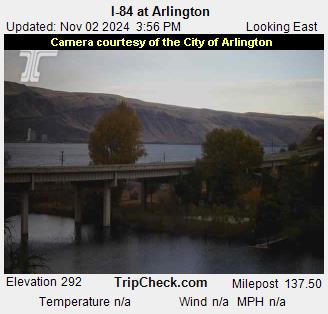 I-84 at Arlington
Updated: Nov 02 2024 3:56 PM Looking East
Camera courtesy of the City of Arlington
Elevation 292 TripCheck.com Milepost 137.50
Temperature n/a Wind n/a MPH n/a